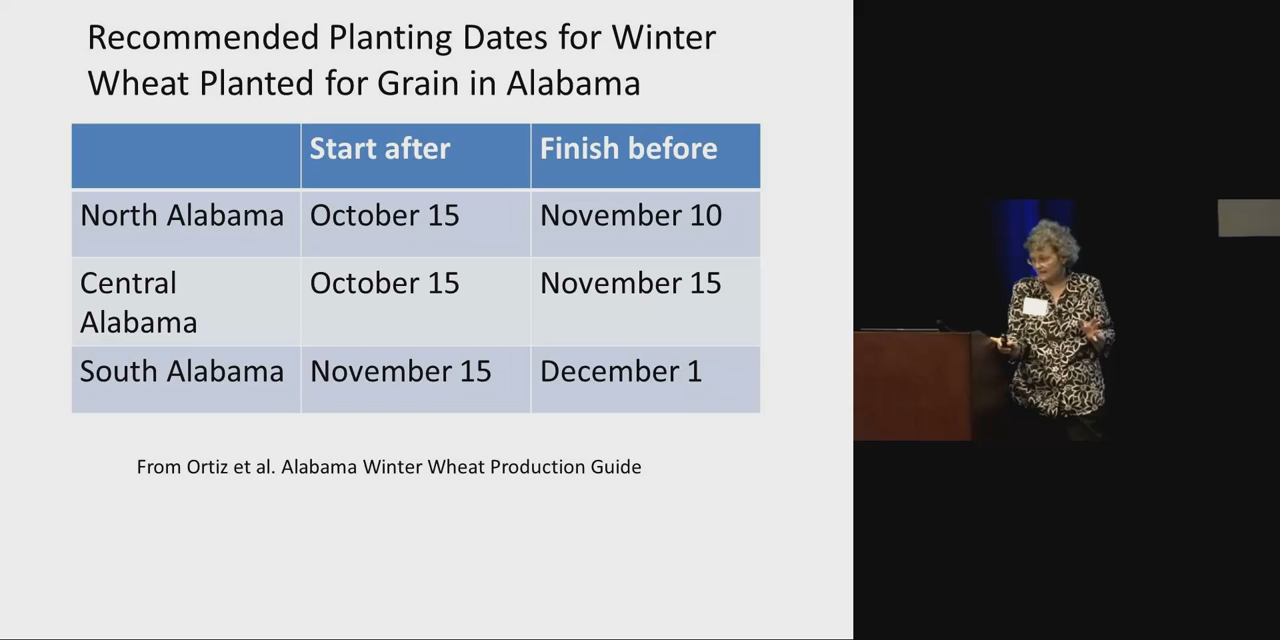 Recommended Planting Dates for Winter
Wheat Planted for Grain in Alabama
Start after Finish before
North Alabama October 15 November 10
Central
Alabama October 15 November 15
South Alabama November 15 December 1
From Ortiz et al. Alabama Winter Wheat Production Guide